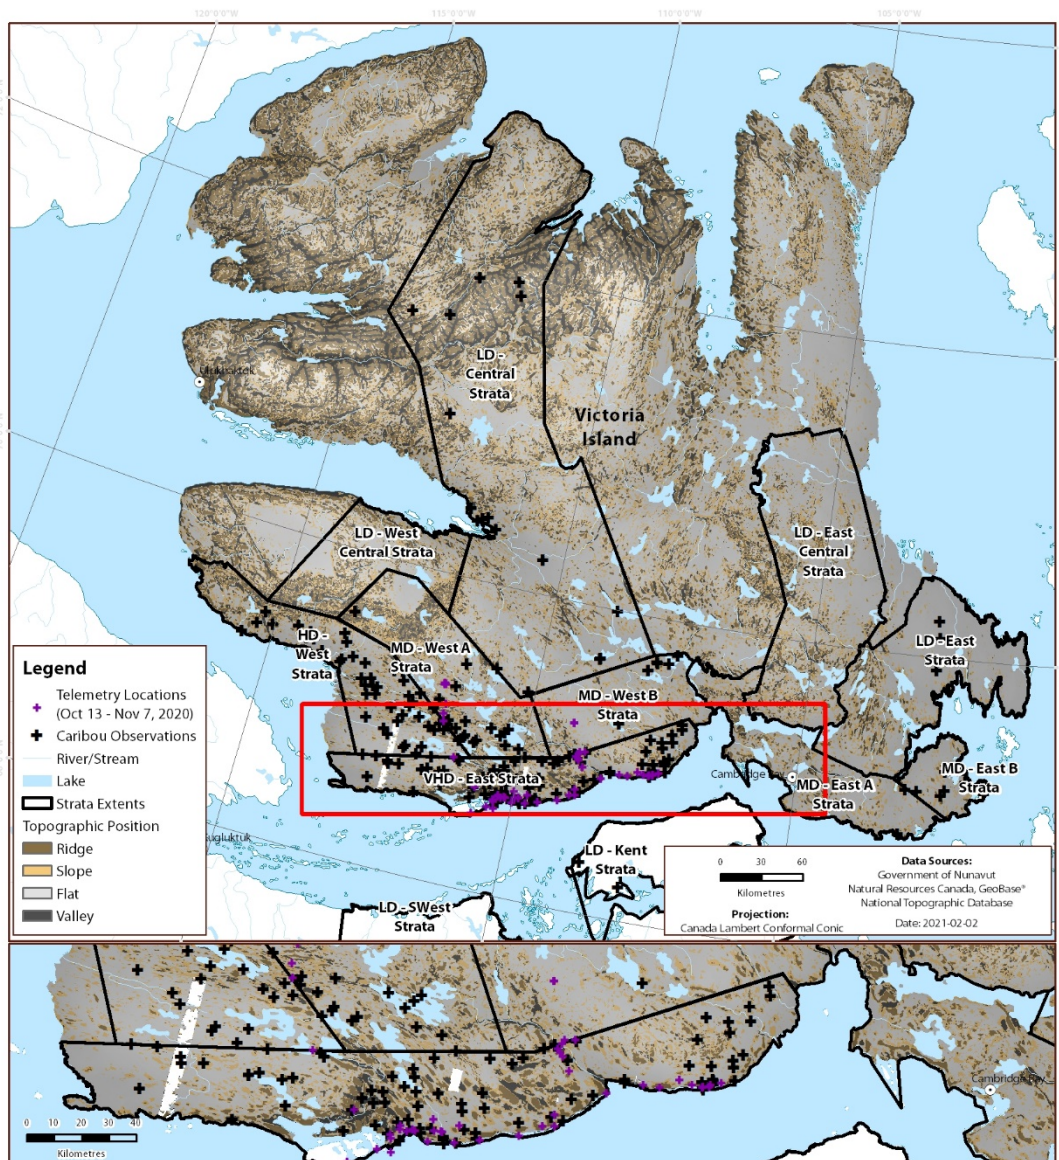 120°0'0"W
115°0'0"W
110°0'0"W
105°0'0"W
LD -
Central
Strata
Victoria
Island
LD - West
Central Strata
LD - East
Central
Strata
HD -
West
Strata
MD - West A
Strata
LD - East
Strata
MD - West B
Strata
VHD - East Strata
Cambridge Bay
MD - East A
Strata
MD - East B
Strata
LD - Kent
Strata
LD - SWest
Strata
Legend
Telemetry Locations
(Oct 13 - Nov 7, 2020)
Caribou Observations
River/Stream
Lake
Strata Extents
Topographic Position
Ridge
Slope
Flat
Valley
0 30 60
Kilometres
Projection:
Canada Lambert Conformal Conic
Data Sources:
Government of Nunavut
Natural Resources Canada, GeoBase®
National Topographic Database
Date: 2021-02-02
Cambridge Bay
0 10 20 30 40
Kilometres